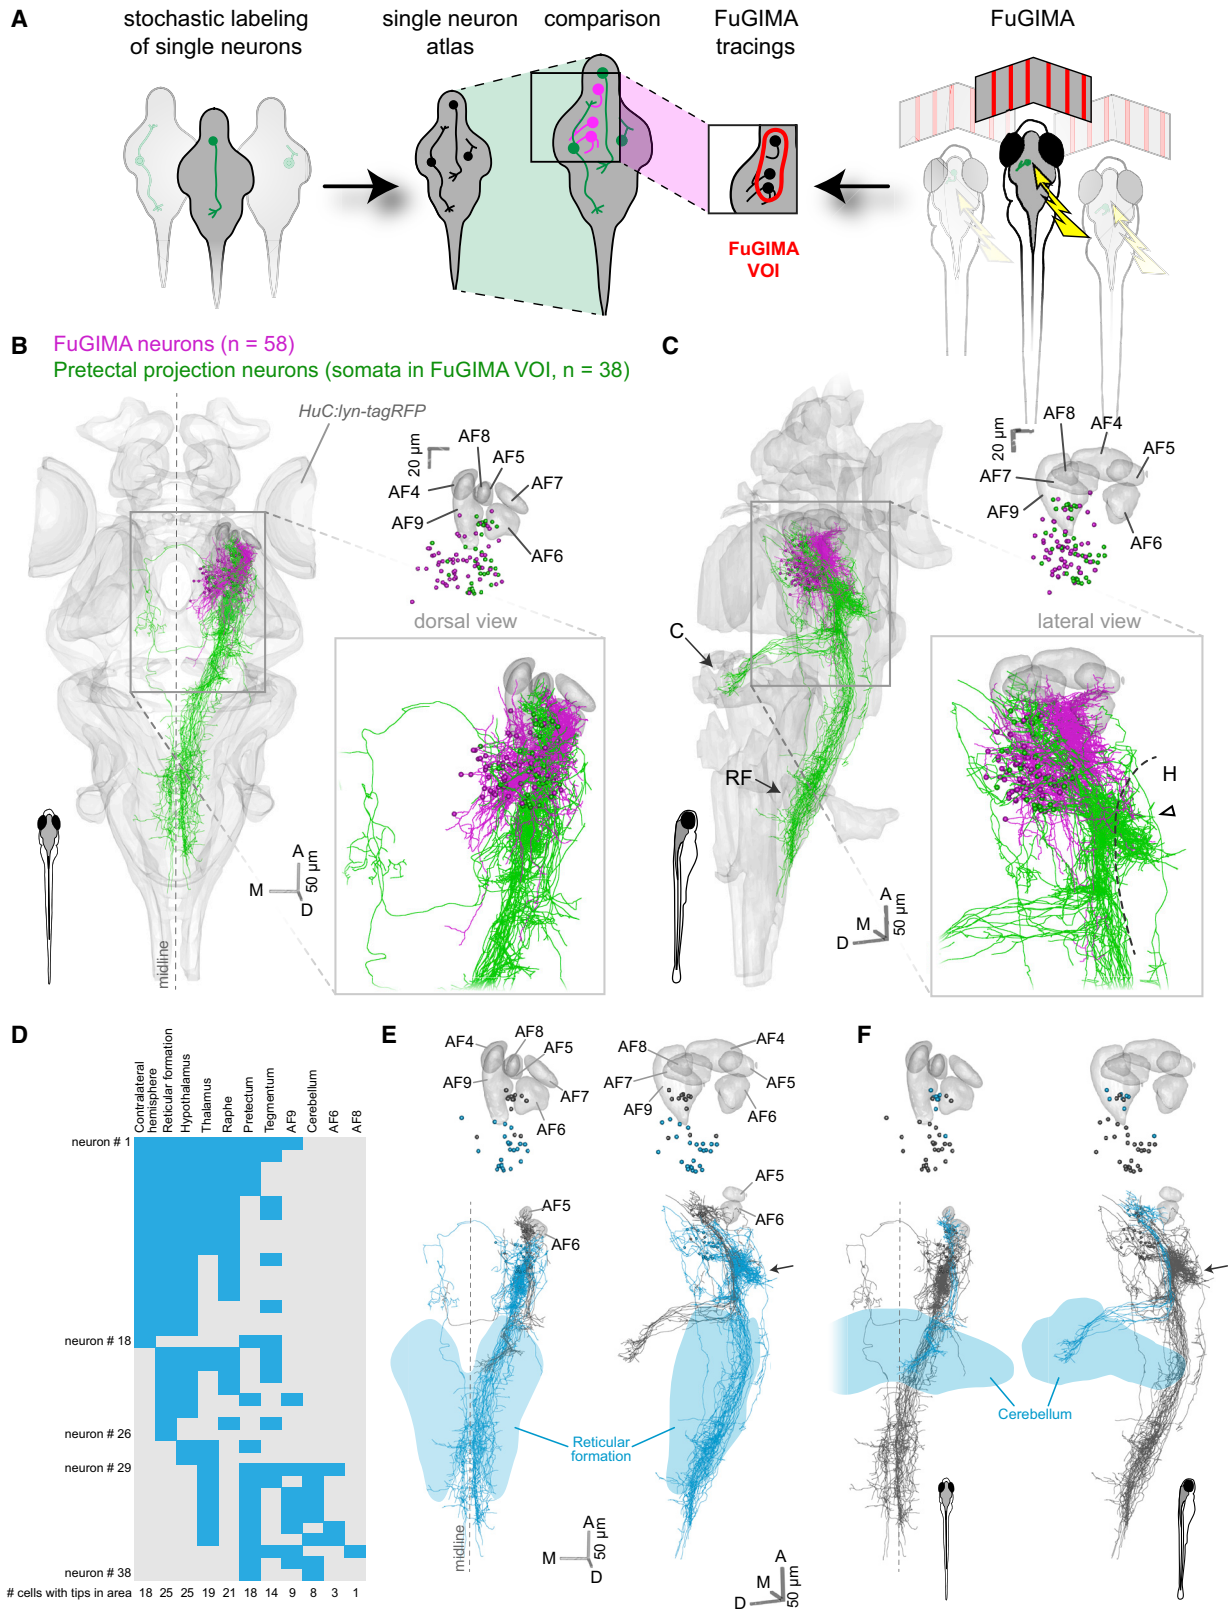 A
stochastic labeling
of single neurons
single neuron
atlas
comparison
FuGIMA
tracings
FuGIMA
FuGIMA
VOI
B
FuGIMA neurons (n = 58)
Pretectal projection neurons (somata in FuGIMA VOI, n = 38)
HuC:lyn-tagRFP
20 µm
AF8
AF5
AF4
AF7
AF9
AF6
dorsal view
A
M
D
50 µm
midline
C
20 µm
AF8
AF4
AF7
AF5
AF9
AF6
lateral view
C
RF
H
A
M
D
50 µm
D
Contralateral
hemisphere
Reticular formation
Hypothalamus
Thalamus
Raphe
Pretectum
Tegmentum
AF9
Cerebellum
AF6
AF8
neuron # 1
neuron # 18
neuron # 26
neuron # 29
neuron # 38
# cells with tips in area 18 25 25 19 21 18 14 9 8 3 1
E
AF4
AF8
AF5
AF9
AF7
AF6
AF8
AF4
AF7
AF5
AF9
AF6
AF5
AF6
AF5
AF6
Reticular
formation
midline
A
M
D
50 µm
A
M
D
50 µm
F
Cerebellum